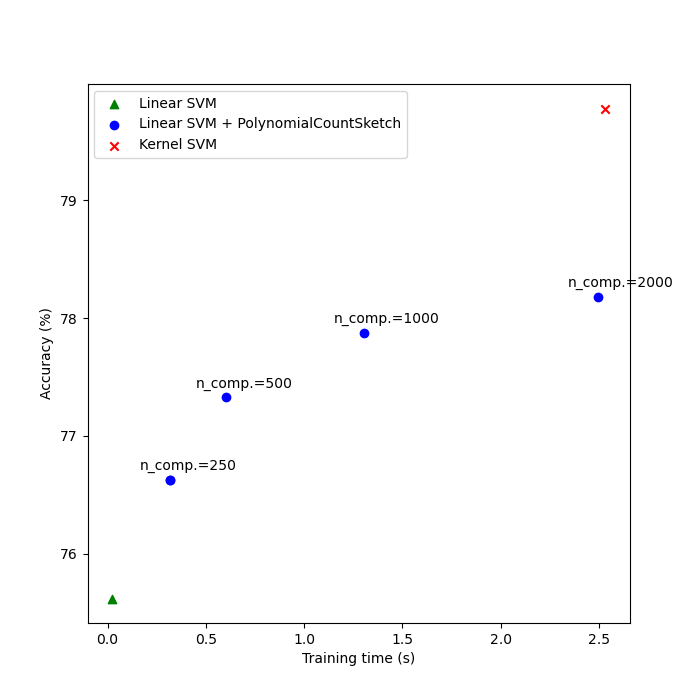 Linear SVM
Linear SVM + PolynomialCountSketch
Kernel SVM
79
78
77
76
n_comp.=2000
n_comp.=1000
n_comp.=500
n_comp.=250
Accuracy (%)
0.0 0.5 1.0 1.5 2.0 2.5
Training time (s)